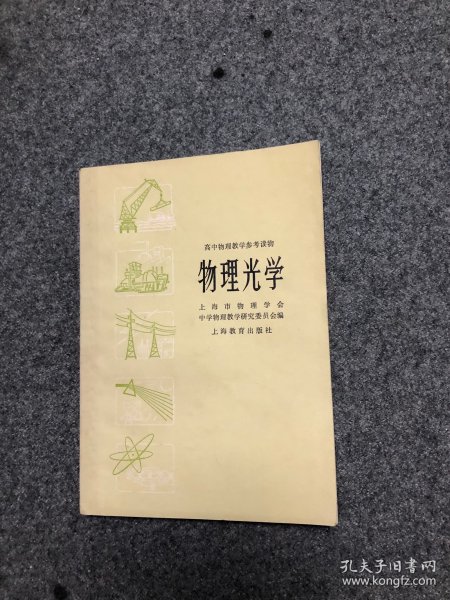 高中物理教学参考读物
物理光学
上海市物理学会
中学物理教学研究委员会编
上海教育出版社
孔夫子旧书网
www.kongfz.com